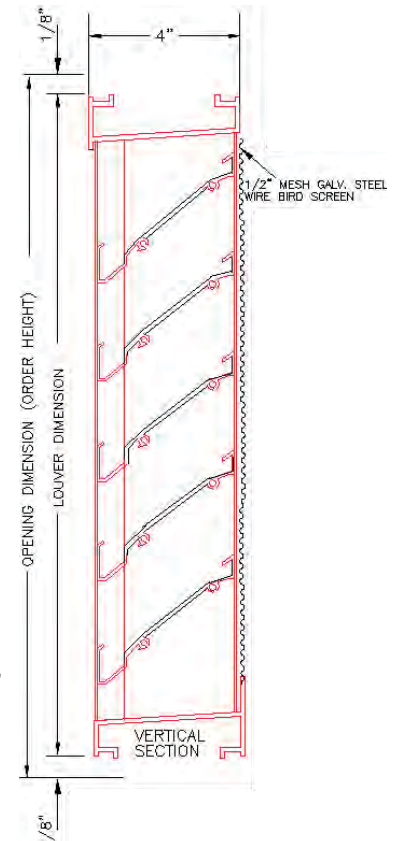 1/8"
4"
1/2" MESH GALV. STEEL
WIRE BIRD SCREEN
OPENING DIMENSION (ORDER HEIGHT)
LOUVER DIMENSION
VERTICAL
SECTION
/8"